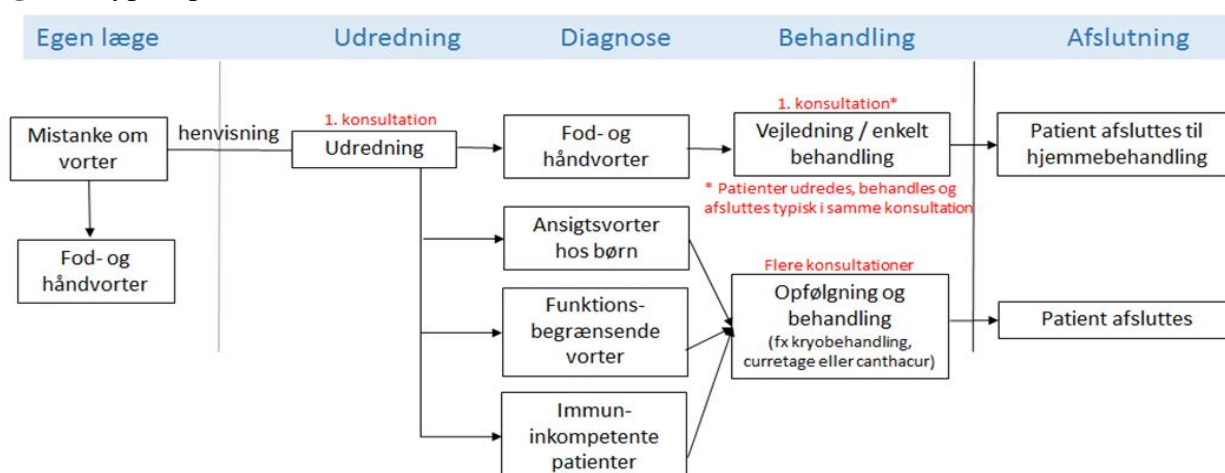 Egen læge
Udredning
Diagnose
Behandling
Afslutning
Mistanke om
vorter
henvisning
Fod- og
håndvorter
1. konsultation
Udredning
Fod- og
håndvorter
Ansigtsvorter
hos børn
Funktions-
begrænsende
vorter
Immun-
inkompetente
patienter
1. konsultation*
Vejledning / enkelt
behandling
* Patienter udredes, behandles og
afsluttes typisk i samme konsultation
Flere konsultationer
Opfølgning og
behandling
(fx kryobehandling,
curretage eller canthacur)
Patient afsluttes til
hjemmebehandling
Patient afsluttes